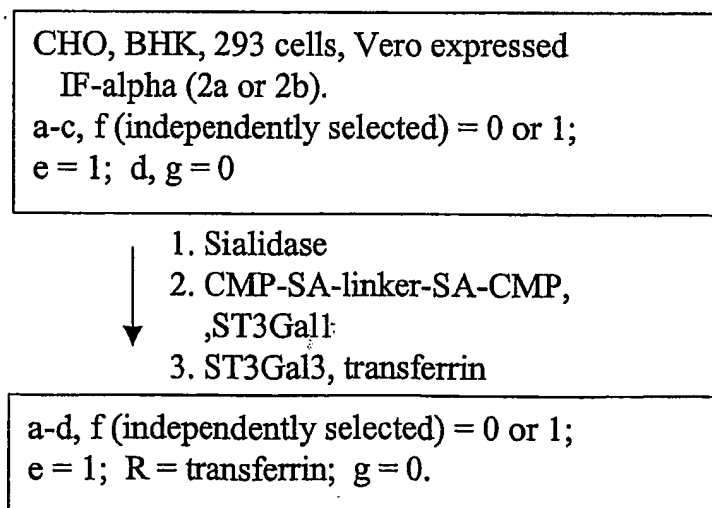 CHO, BHK, 293 cells, Vero expressed
IF-alpha (2a or 2b).
a-c, f (independently selected) = 0 or 1;
e = 1; d, g = 0
1. Sialidase
2. CMP-SA-linker-SA-CMP,
,ST3Gal1
3. ST3Gal3, transferrin
a-d, f (independently selected) = 0 or 1;
e = 1; R = transferrin; g = 0.